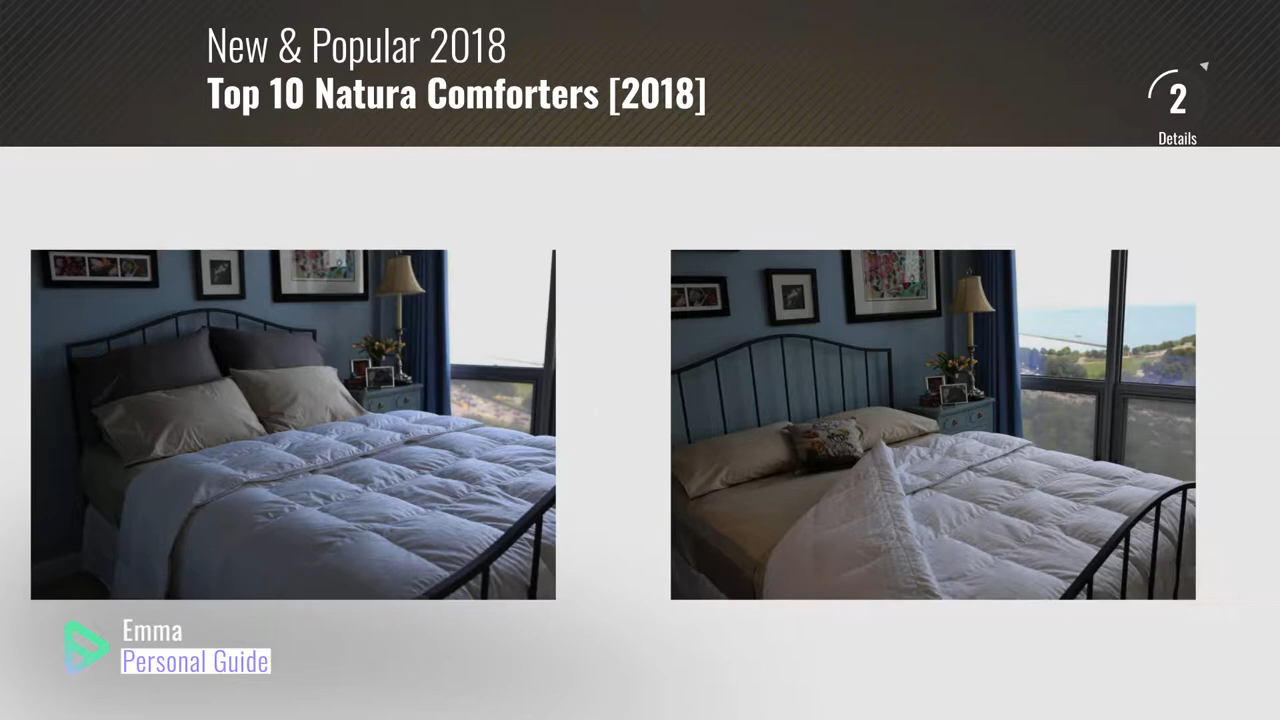 New & Popular 2018
Top 10 Natura Comforters [2018]
2
Details
Emma
Personal Guide